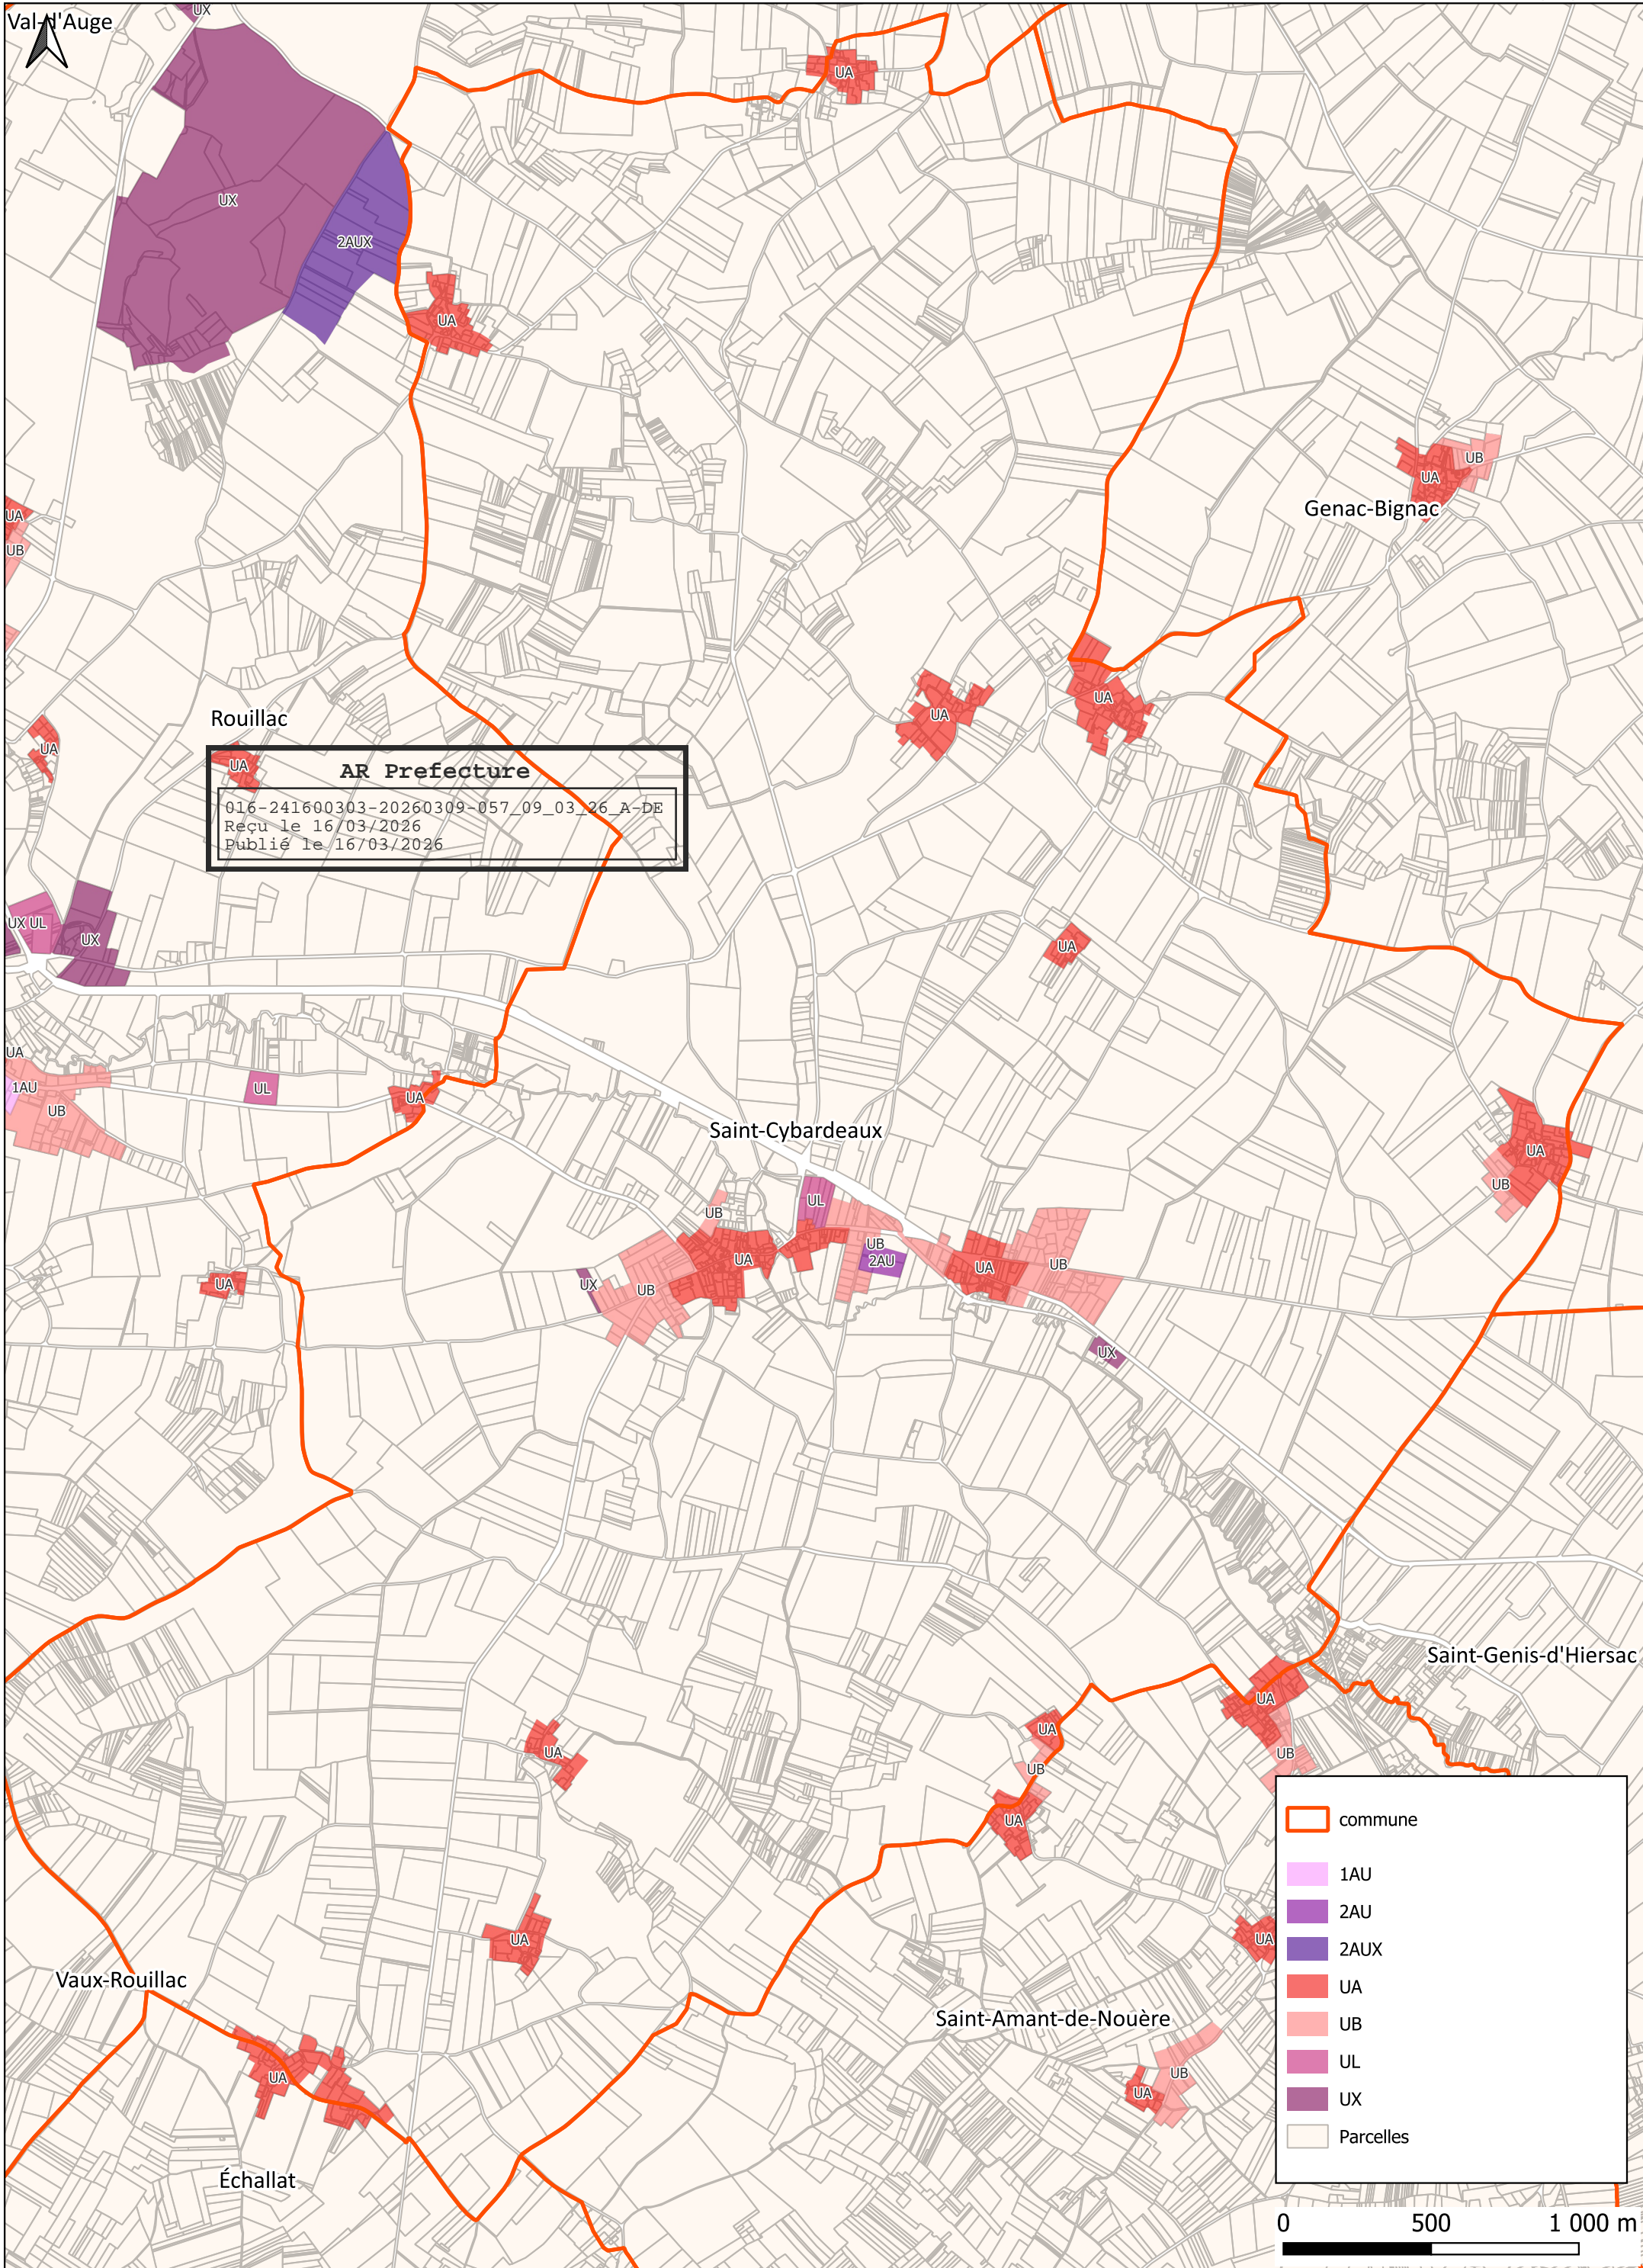 Val-d'Auge
UX
UA
UX
2AUX
UA
UB
UA
Genac-Bignac
UA
UB
UA
UA
Rouillac
UA
UA
AR Prefecture
016-241600303-20260309-057_09_03_26_A-DE
Reçu le 16/03/2026
Publié le 16/03/2026
UX UL
UX
UA
UA
1AU
UB
UL
UA
Saint-Cybardeaux
UA
UB
UL
UB
UB
2AU
UA
UA
UB
UA
UX
UB
UX
Saint-Genis-d'Hiersac
UA
UB
UA
UB
UA
UA
UA
UA
Vaux-Rouillac
Saint-Amant-de-Nouère
UB
UA
UA
Échallat
commune
1AU
2AU
2AUX
UA
UB
UL
UX
Parcelles
0 500 1 000 m